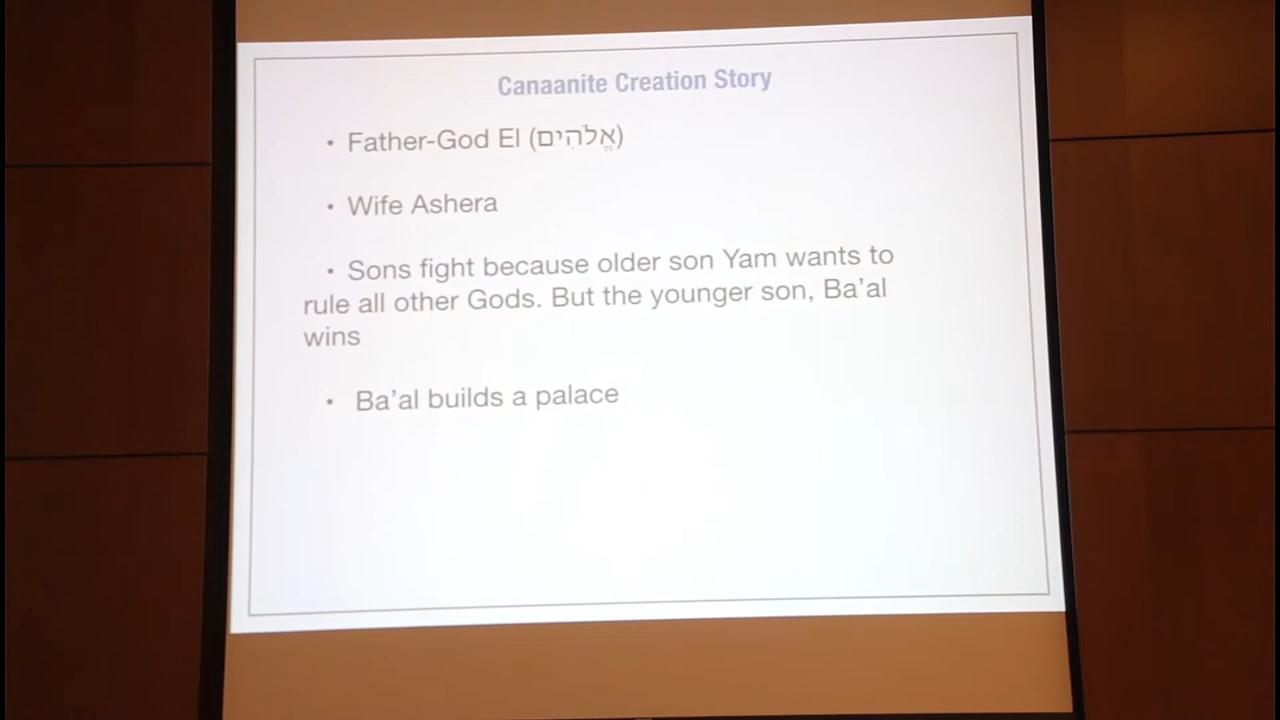 Canaanite Creation Story
• Father-God El (אֱלֹהִים)
• Wife Ashera
• Sons fight because older son Yam wants to
rule all other Gods. But the younger son, Ba’al
wins
• Ba’al builds a palace